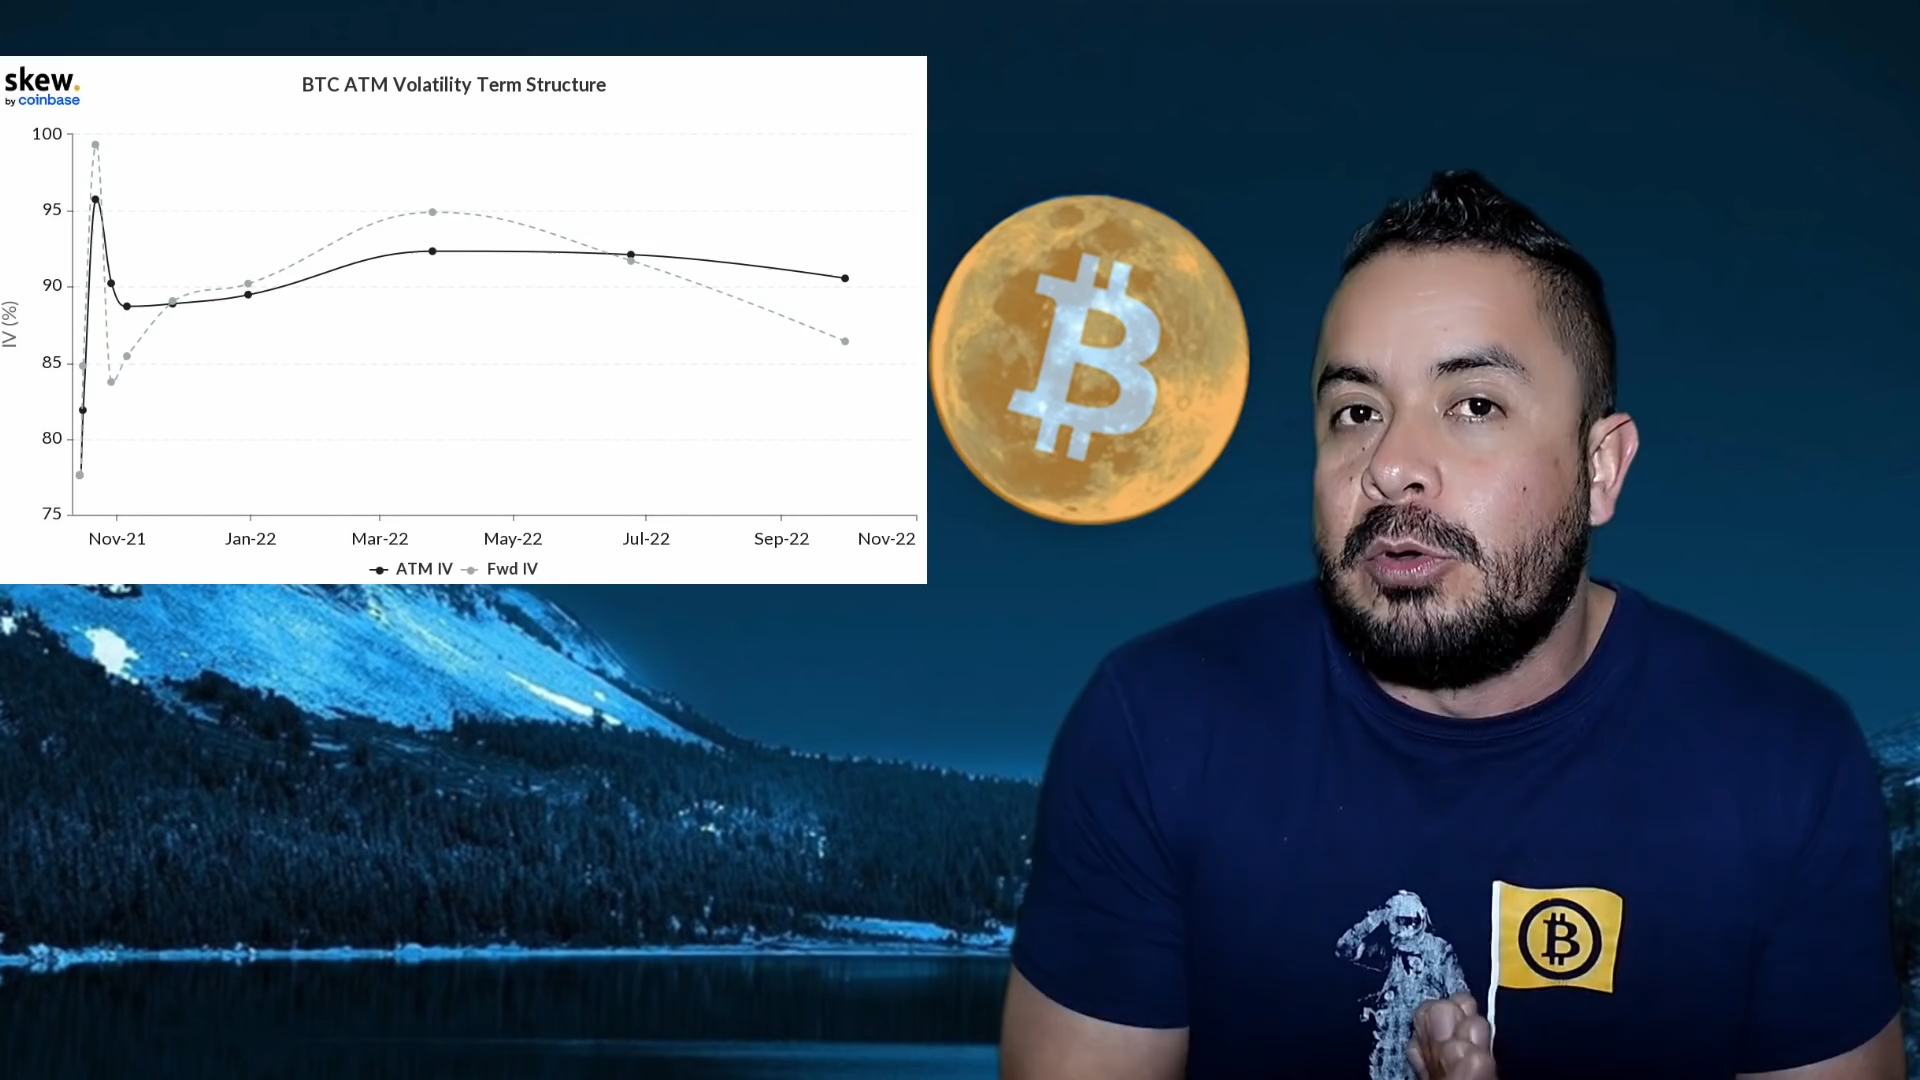 skew.
by coinbase
BTC ATM Volatility Term Structure
100
95
90
85
80
75
IV (%)
Nov-21 Jan-22 Mar-22 May-22 Jul-22 Sep-22 Nov-22
ATM IV Fwd IV